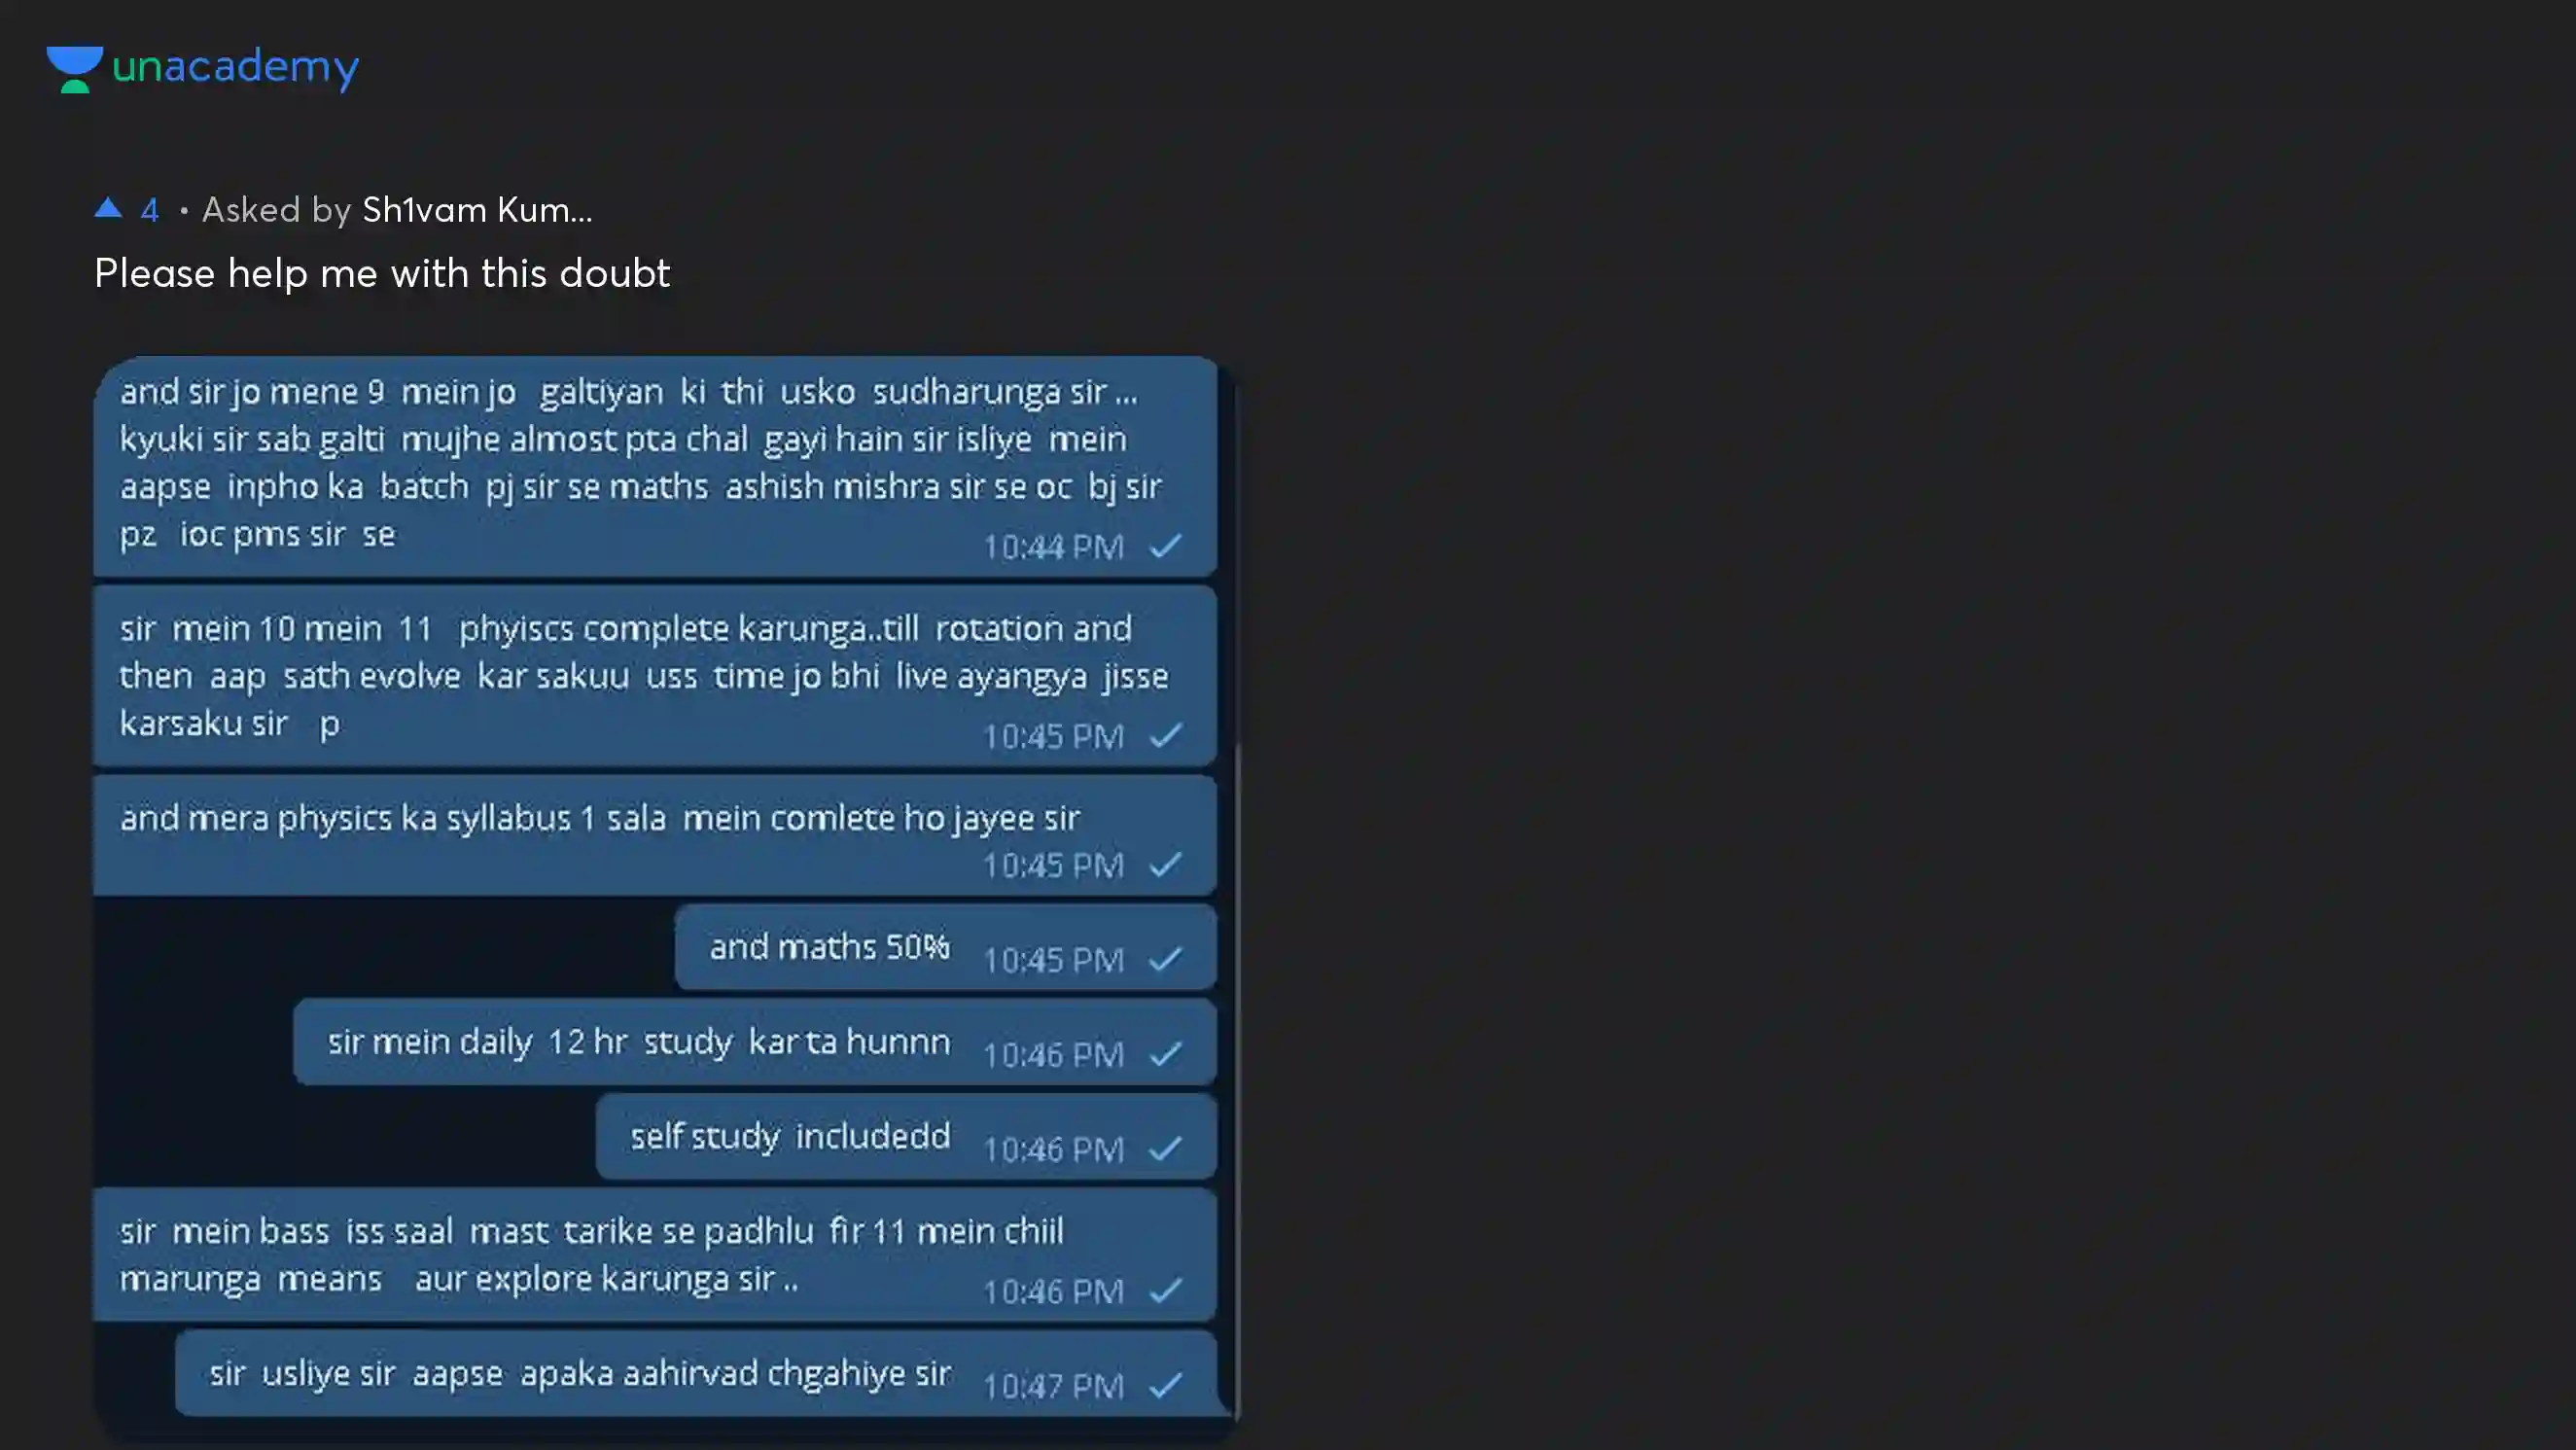 unacademy
4 • Asked by Sh1vam Kum...
Please help me with this doubt
and sir jo mene 9 mein jo galtiyan ki thi usko sudharunga sir ...
kyuki sir sab galti mujhe almost pta chal gayi hain sir isliye mein
aapse inpho ka batch pj sir se maths ashish mishra sir se oc bj sir
pz ioc pms sir se
10:44 PM
sir mein 10 mein 11 phyiscs complete karunga..till rotation and
then aap sath evolve kar sakuu uss time jo bhi live ayangya jisse
karsaku sir p
10:45 PM
and mera physics ka syllabus 1 sala mein comlete ho jayee sir
10:45 PM
and maths 50% 10:45 PM
sir mein daily 12 hr study kar ta hunnn 10:46 PM
self study includedd 10:46 PM
sir mein bass iss saal mast tarike se padhlu fir 11 mein chiil
marunga means aur explore karunga sir .. 10:46 PM
sir usliye sir aapse apaka aahirvad chgahiye sir 10:47 PM